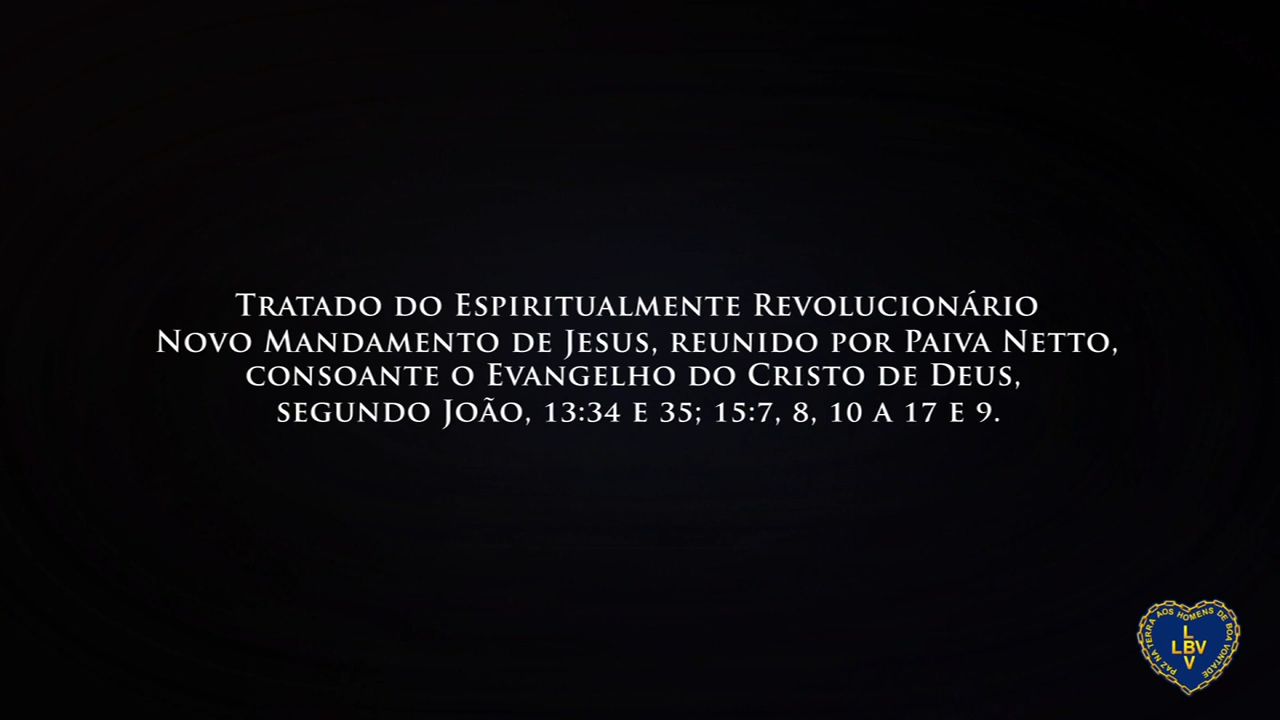 Tratado do Espiritualmente Revolucionário
Novo Mandamento de Jesus, reunido por Paiva Netto,
consoante o Evangelho do Cristo de Deus,
segundo João, 13:34 e 35; 15:7, 8, 10 a 17 e 9.
PAZ NA TERRA AOS HOMENS DE BOA VONTADE
L
LBV
V